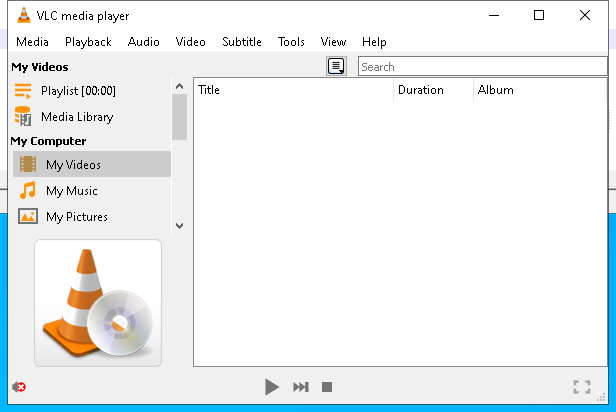 VLC media player
Media Playback Audio Video Subtitle Tools View Help
My Videos
Search
Playlist [00:00]
Media Library
My Computer
My Videos
My Music
My Pictures
Title Duration Album